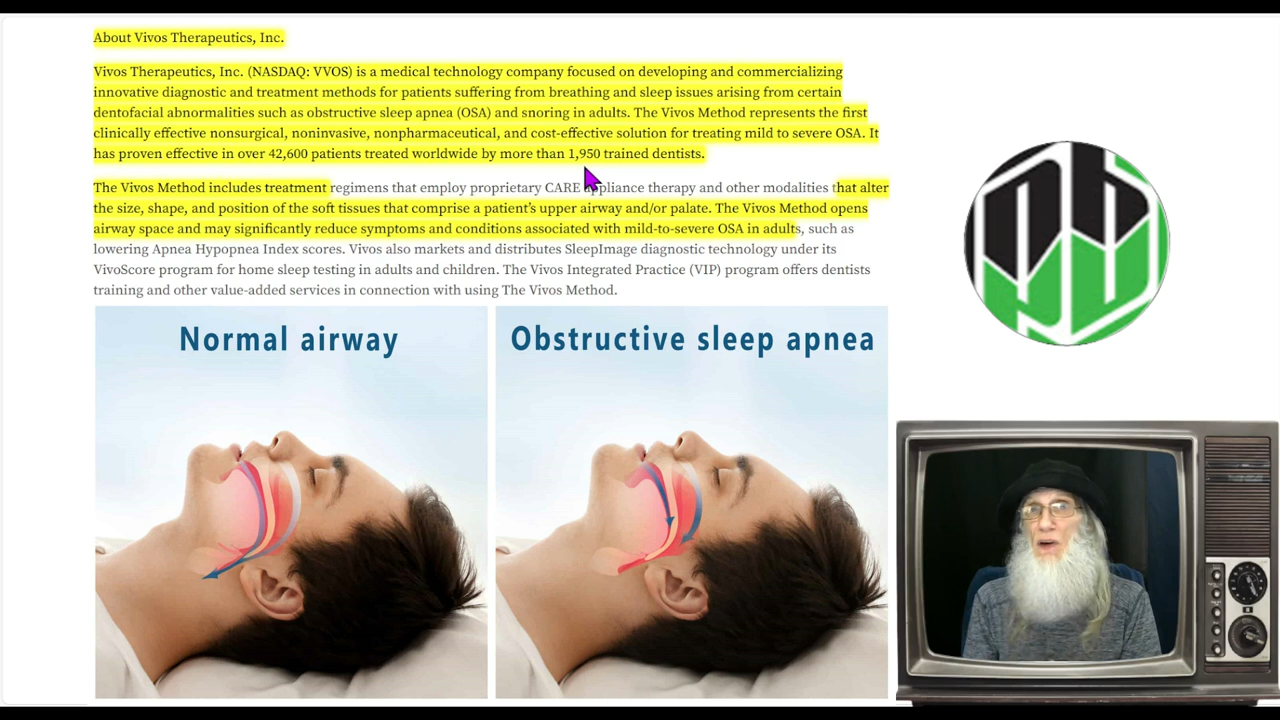 About Vivos Therapeutics, Inc.
Vivos Therapeutics, Inc. (NASDAQ: VVOS) is a medical technology company focused on developing and commercializing
innovative diagnostic and treatment methods for patients suffering from breathing and sleep issues arising from certain
dentofacial abnormalities such as obstructive sleep apnea (OSA) and snoring in adults. The Vivos Method represents the first
clinically effective nonsurgical, noninvasive, nonpharmaceutical, and cost-effective solution for treating mild to severe OSA. It
has proven effective in over 42,600 patients treated worldwide by more than 1,950 trained dentists.
The Vivos Method includes treatment regimens that employ proprietary CARE appliance therapy and other modalities that alter
the size, shape, and position of the soft tissues that comprise a patient’s upper airway and/or palate. The Vivos Method opens
airway space and may significantly reduce symptoms and conditions associated with mild-to-severe OSA in adults, such as
lowering Apnea Hypopnea Index scores. Vivos also markets and distributes SleepImage diagnostic technology under its
VivoScore program for home sleep testing in adults and children. The Vivos Integrated Practice (VIP) program offers dentists
training and other value-added services in connection with using The Vivos Method.
Normal airway
Obstructive sleep apnea